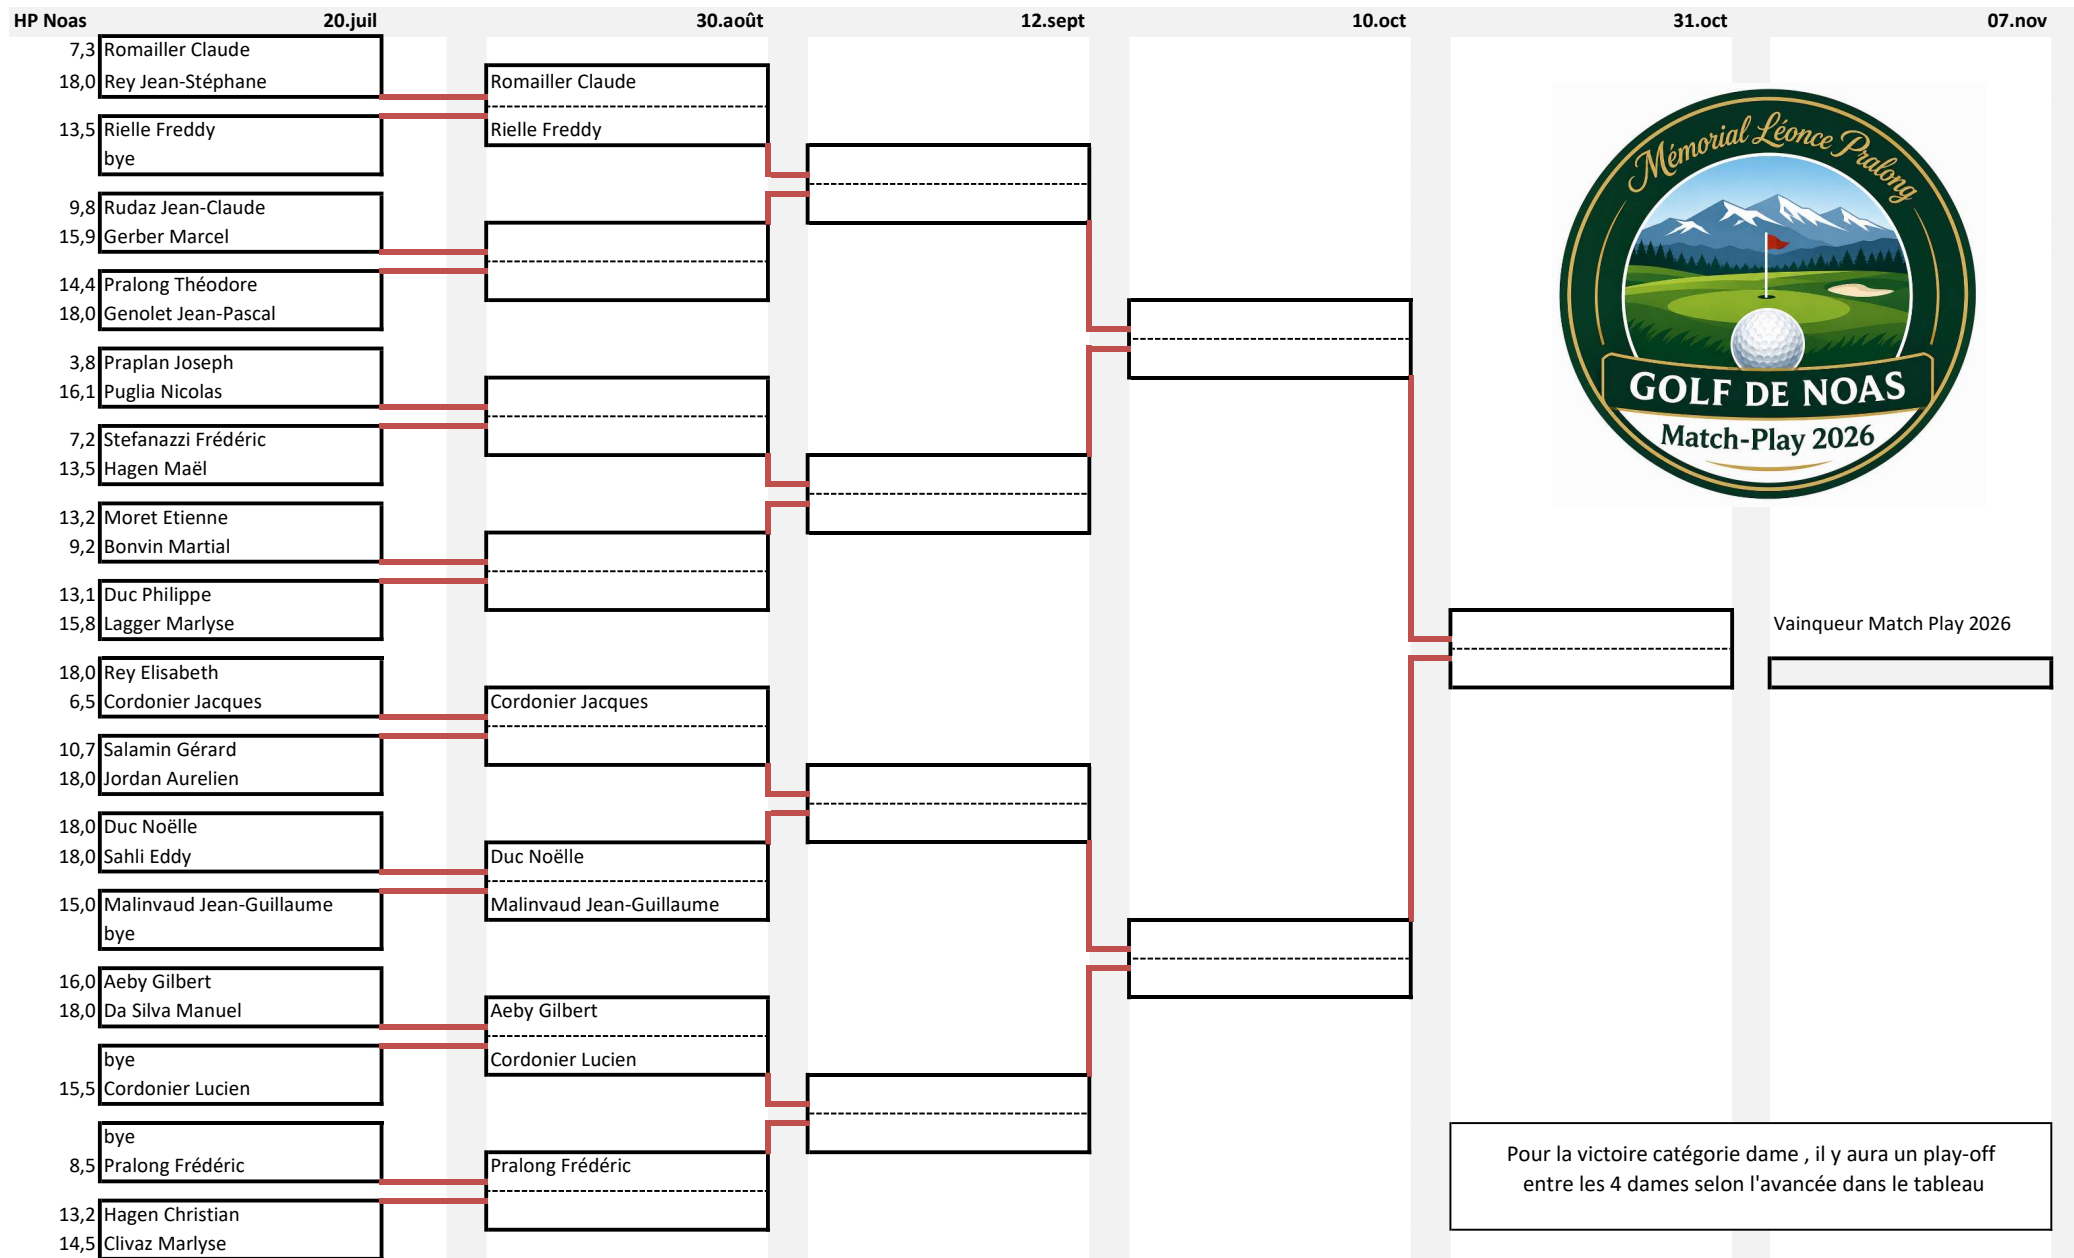 HP Noas 20.juil 30.août 12.sept 10.oct 31.oct 07.nov
7,3 Romailler Claude
18,0 Rey Jean-Stéphane
13,5 Rielle Freddy
bye
9,8 Rudaz Jean-Claude
15,9 Gerber Marcel
14,4 Pralong Théodore
18,0 Genolet Jean-Pascal
3,8 Praplan Joseph
16,1 Puglia Nicolas
7,2 Stefanazzi Frédéric
13,5 Hagen Maël
13,2 Moret Etienne
9,2 Bonvin Martial
13,1 Duc Philippe
15,8 Lagger Marlyse
18,0 Rey Elisabeth
6,5 Cordonier Jacques
10,7 Salamin Gérard
18,0 Jordan Aurelien
18,0 Duc Noëlle
18,0 Sahli Eddy
15,0 Malinvaud Jean-Guillaume
bye
16,0 Aeby Gilbert
18,0 Da Silva Manuel
bye
15,5 Cordonier Lucien
bye
8,5 Pralong Frédéric
13,2 Hagen Christian
14,5 Clivaz Marlyse
Romailler Claude
Rielle Freddy
Cordonier Jacques
Duc Noëlle
Malinvaud Jean-Guillaume
Aeby Gilbert
Cordonier Lucien
Pralong Frédéric
Mémorial Léonce Pralong
GOLF DE NOAS
Match-Play 2026
Vainqueur Match Play 2026
Pour la victoire catégorie dame , il y aura un play-off
entre les 4 dames selon l'avancée dans le tableau